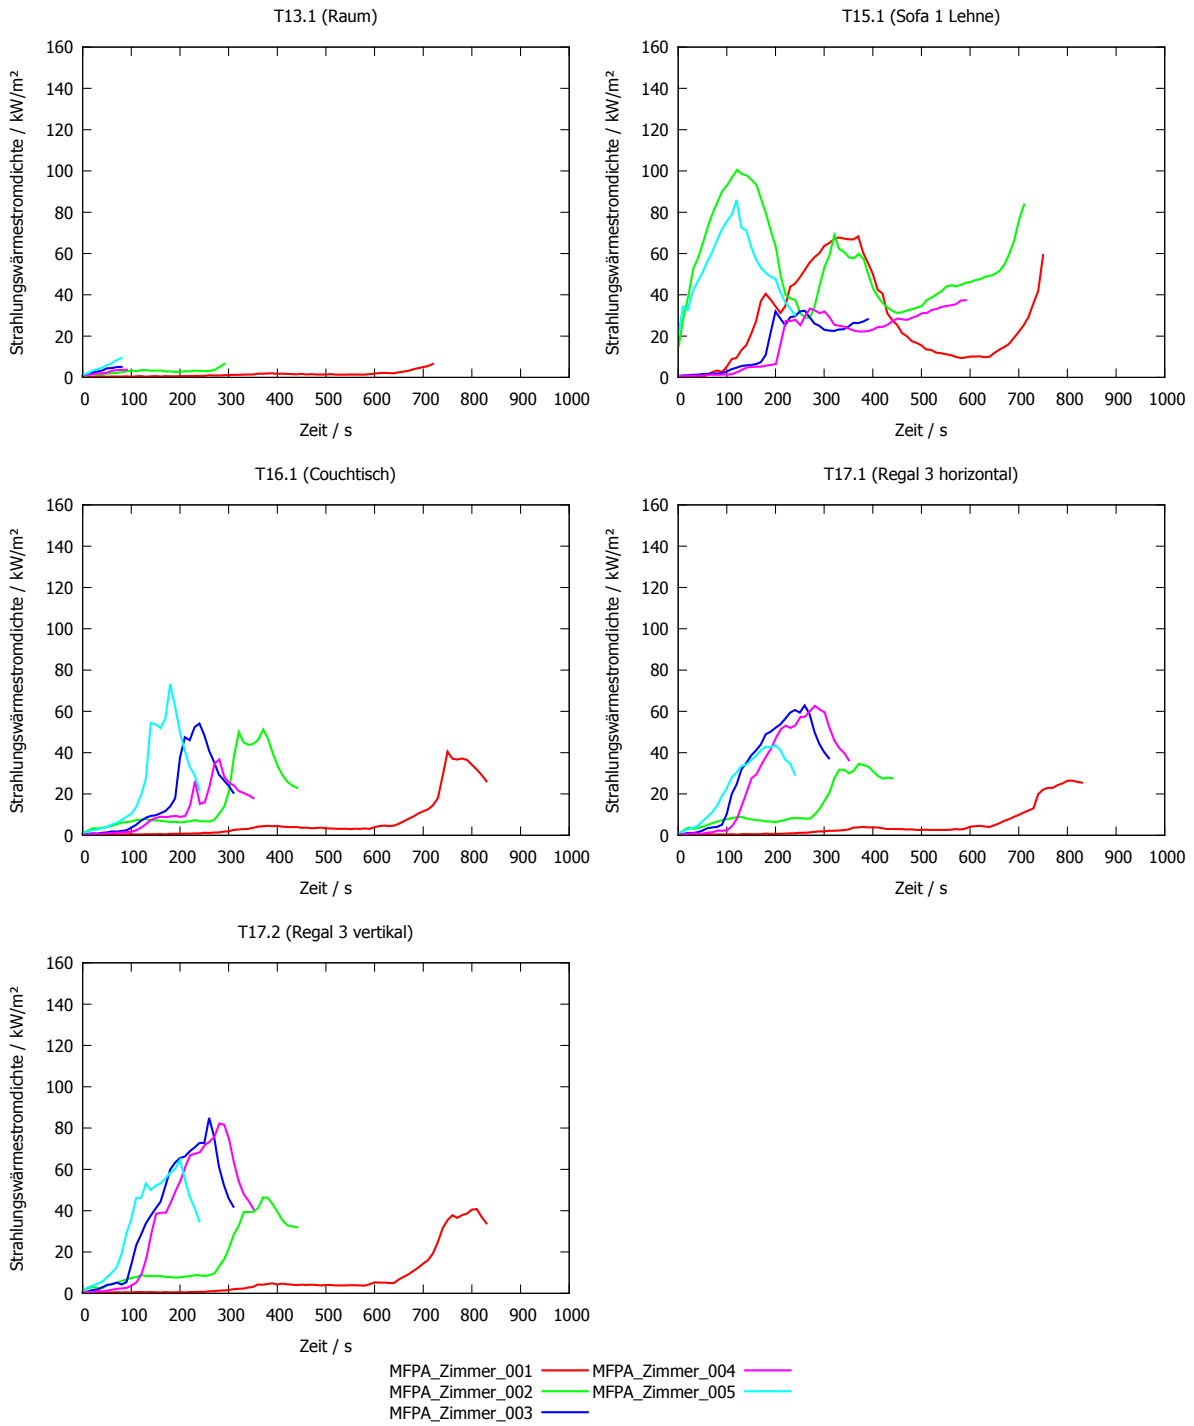 T13.1 (Raum)
Strahlungswärmestromdichte / kW/m²
160
140
120
100
80
60
40
20
0
0 100 200 300 400 500 600 700 800 900 1000
Zeit / s
T15.1 (Sofa 1 Lehne)
Strahlungswärmestromdichte / kW/m²
160
140
120
100
80
60
40
20
0
0 100 200 300 400 500 600 700 800 900 1000
Zeit / s
T16.1 (Couchtisch)
Strahlungswärmestromdichte / kW/m²
160
140
120
100
80
60
40
20
0
0 100 200 300 400 500 600 700 800 900 1000
Zeit / s
T17.1 (Regal 3 horizontal)
Strahlungswärmestromdichte / kW/m²
160
140
120
100
80
60
40
20
0
0 100 200 300 400 500 600 700 800 900 1000
Zeit / s
T17.2 (Regal 3 vertikal)
Strahlungswärmestromdichte / kW/m²
160
140
120
100
80
60
40
20
0
0 100 200 300 400 500 600 700 800 900 1000
Zeit / s
MFPA_Zimmer_001 MFPA_Zimmer_004
MFPA_Zimmer_002 MFPA_Zimmer_005
MFPA_Zimmer_003